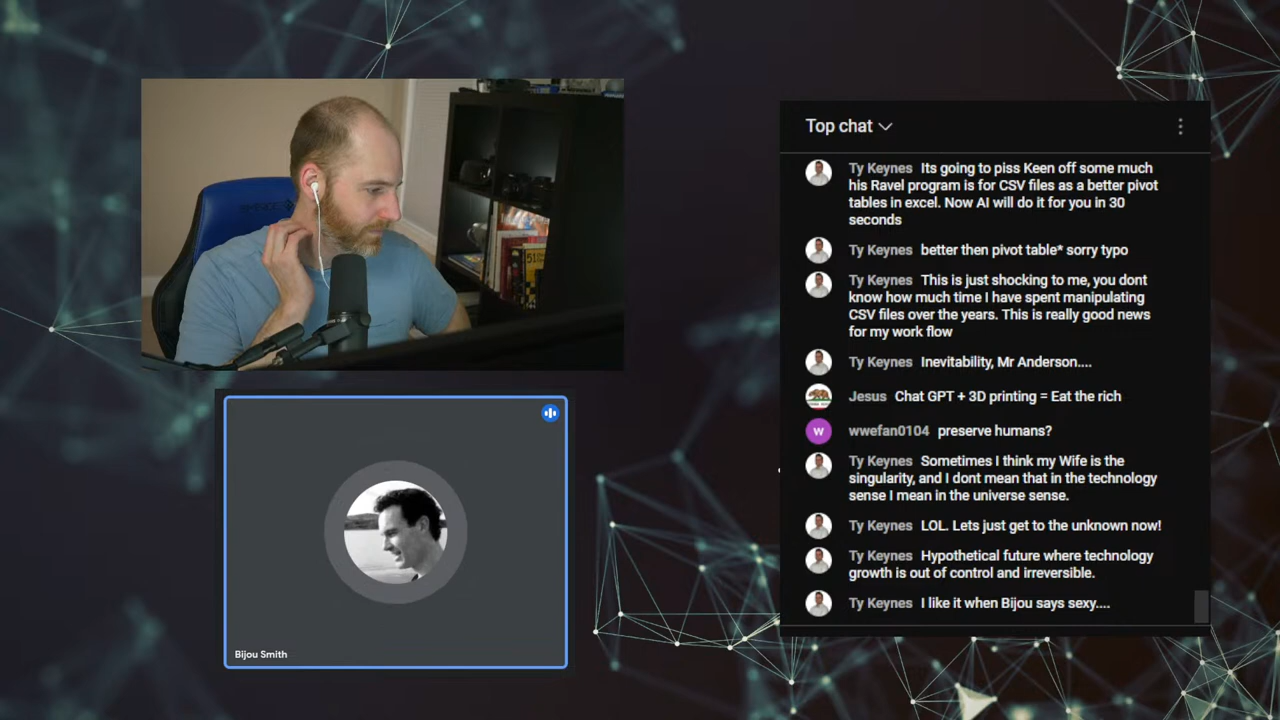 Top chat
Ty Keynes Its going to piss Keen off some much
his Ravel program is for CSV files as a better pivot
tables in excel. Now AI will do it for you in 30
seconds
Ty Keynes better then pivot table* sorry typo
Ty Keynes This is just shocking to me, you dont
know how much time I have spent manipulating
CSV files over the years. This is really good news
for my work flow
Ty Keynes Inevitability, Mr Anderson....
Jesus Chat GPT + 3D printing = Eat the rich
W wwefan0104 preserve humans?
Ty Keynes Sometimes I think my Wife is the
singularity, and I dont mean that in the technology
sense I mean in the universe sense.
Ty Keynes LOL. Lets just get to the unknown now!
Ty Keynes Hypothetical future where technology
growth is out of control and irreversible.
Ty Keynes I like it when Bijou says sexy....
Bijou Smith